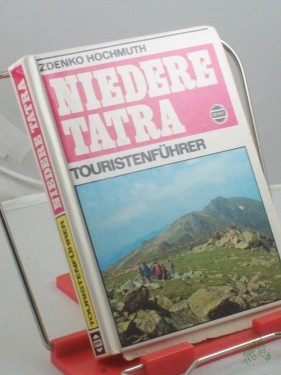 ZDENKO HOCHMUTH
NIEDERE
TATRA
TOURISTENFÜHRER
NIEDERE TATRA
TOURISTENFÜHRER